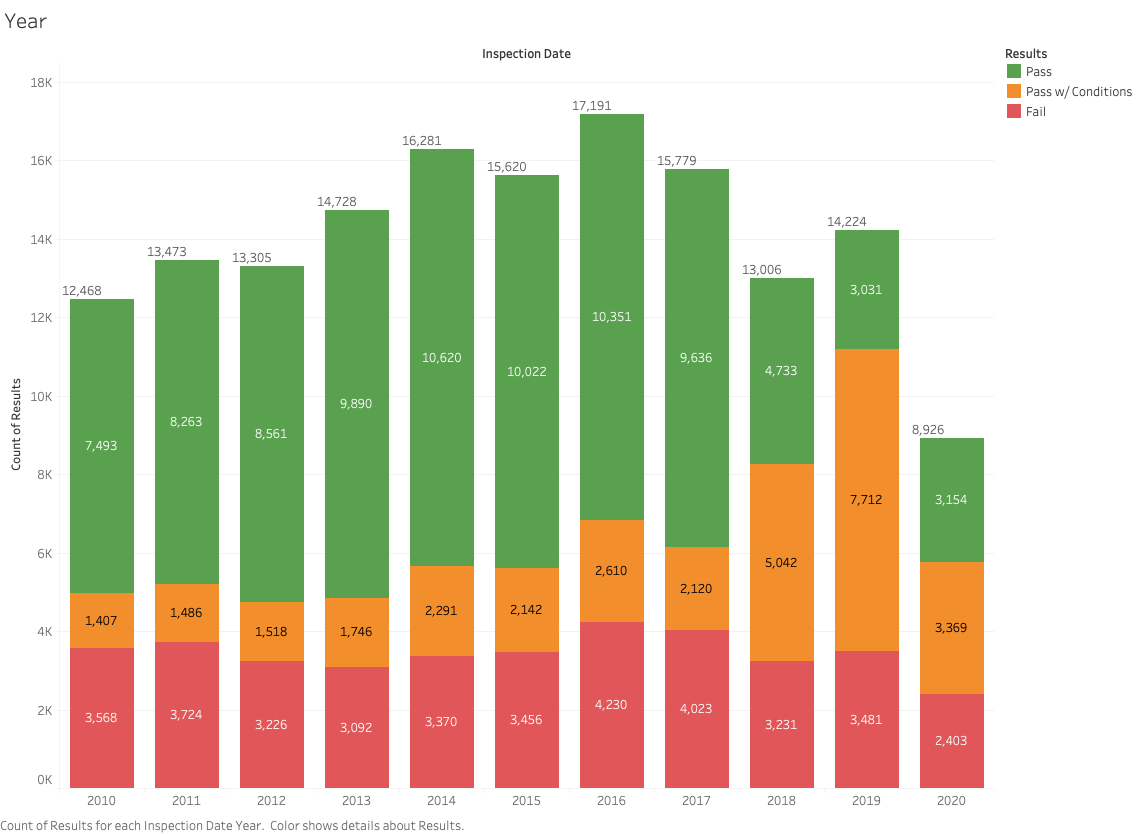 Year
Inspection Date
Results
Pass
Pass w/ Conditions
Fail
Count of Results
18K
16K
14K
12K
10K
8K
6K
4K
2K
0K
12,468
7,493
1,407
3,568
13,473
8,263
1,486
3,724
13,305
8,561
1,518
3,226
14,728
9,890
1,746
3,092
16,281
10,620
2,291
3,370
15,620
10,022
2,142
3,456
17,191
10,351
2,610
4,230
15,779
9,636
2,120
4,023
13,006
4,733
5,042
3,231
14,224
3,031
7,712
3,481
8,926
3,154
3,369
2,403
2010 2011 2012 2013 2014 2015 2016 2017 2018 2019 2020
Count of Results for each Inspection Date Year. Color shows details about Results.